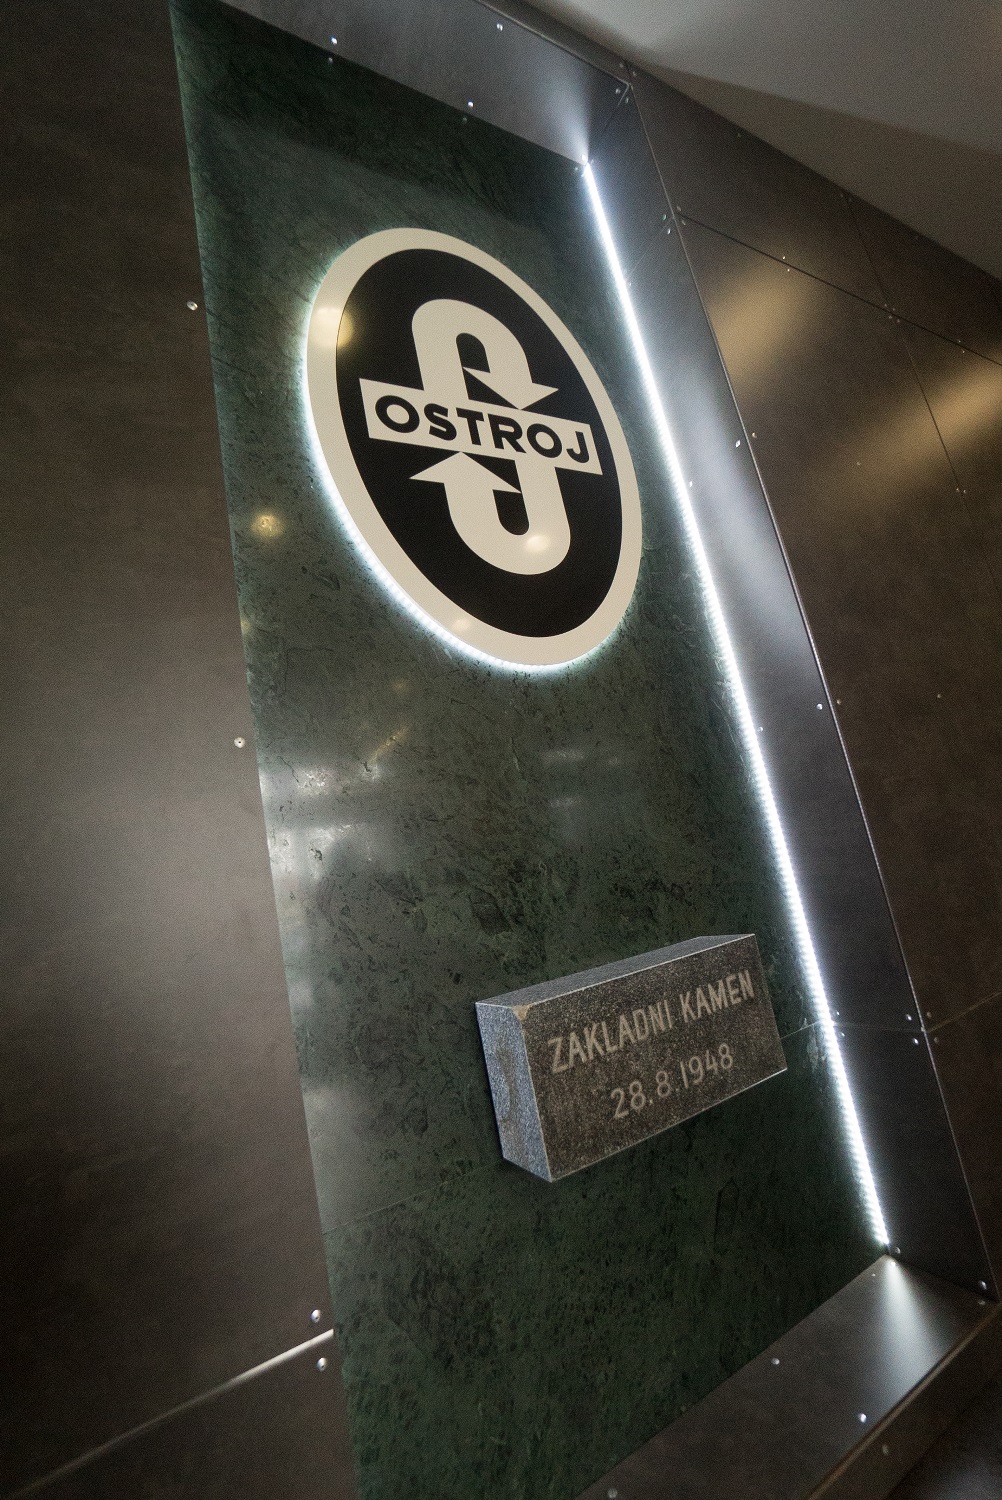 OSTROJ
ZAKLADNI KAMEN
28.8.1948